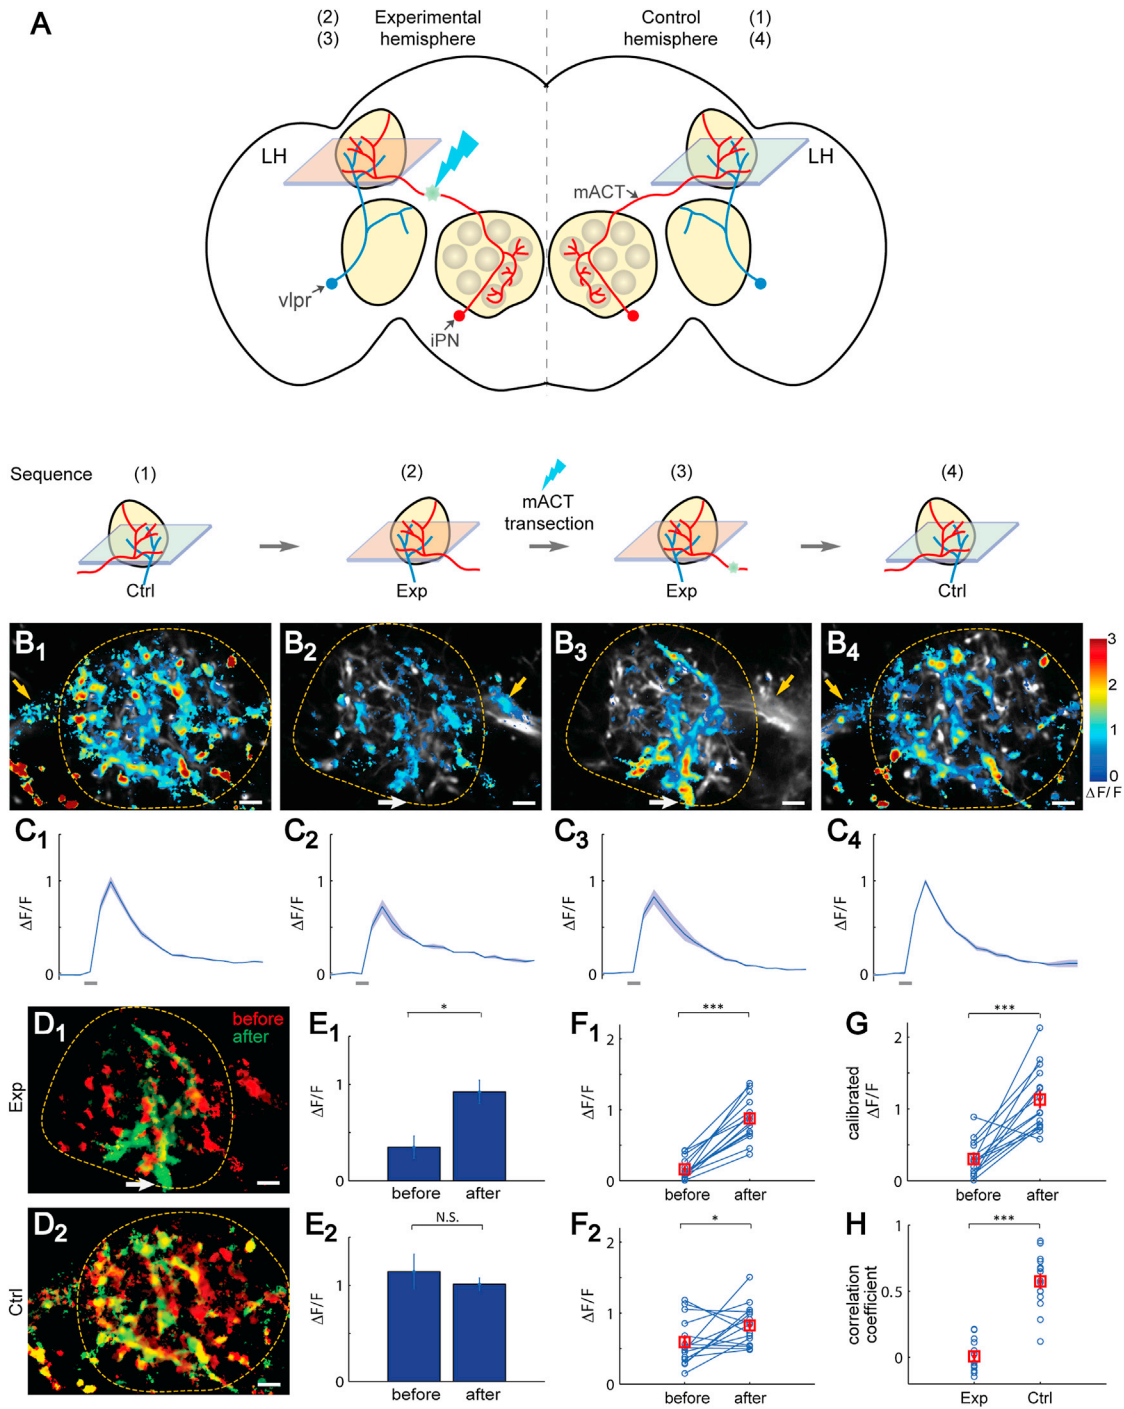 A
(2) Experimental
(3) hemisphere
Control (1)
hemisphere (4)
LH
LH
mACT
vlpr
iPN
Sequence (1)
(2)
mACT
transection
(3)
(4)
Ctrl
Exp
Exp
Ctrl
B1
B2
B3
B4
3
2
1
0
ΔF/F
C1
1
0
ΔF/F
C2
1
0
ΔF/F
C3
1
0
ΔF/F
C4
1
0
ΔF/F
D1
before
after
Exp
E1
*
1
0
ΔF/F
before after
F1
***
2
1
0
ΔF/F
before after
G
***
2
1
0
calibrated
ΔF/F
before after
D2
Ctrl
E2
N.S.
1
0
ΔF/F
before after
F2
*
2
1
0
ΔF/F
before after
H
***
1
0.5
0
correlation
coefficient
Exp Ctrl